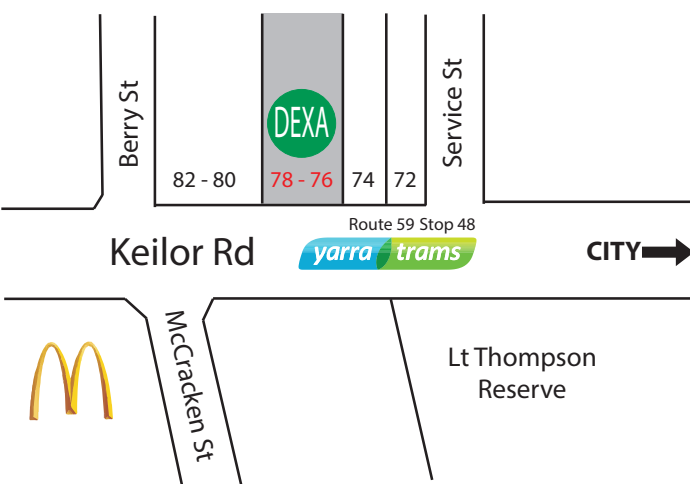 Berry St
DEXA
Service St
82 - 80
78 - 76
74
72
Route 59 Stop 48
Keilor Rd
yarra trams
CITY
McCracken St
Lt Thompson
Reserve